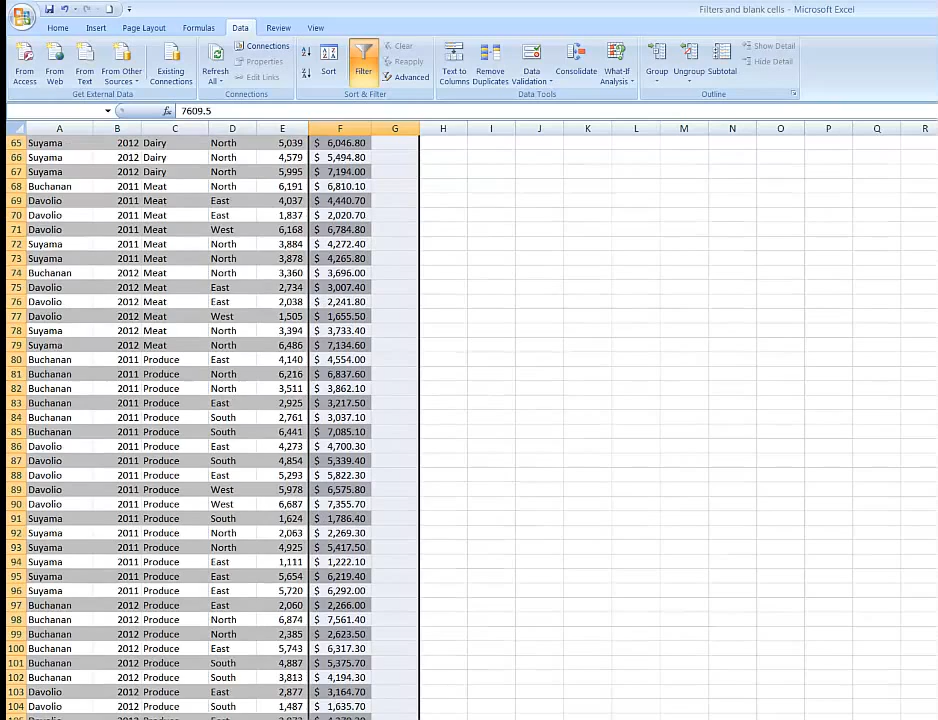 Filters and blank cells - Microsoft Excel
Home Insert Page Layout Formulas Data Review View
From Access From Web From Text From Other Sources Existing Connections Refresh All Connections Properties Edit Links Sort Filter Clear Reapply Advanced Text to Columns Remove Duplicates Data Validation Consolidate What-If Analysis Group Ungroup Subtotal Show Detail Hide Detail
Get External Data Connections Sort & Filter Data Tools Outline
fx 7609.5
A B C D E F G H I J K L M N O P Q R
65 Suyama 2012 Dairy North 5,039 $ 6,046.80
66 Suyama 2012 Dairy North 4,579 $ 5,494.80
67 Suyama 2012 Dairy North 5,995 $ 7,194.00
68 Buchanan 2011 Meat North 6,191 $ 6,810.10
69 Davolio 2011 Meat East 4,037 $ 4,440.70
70 Davolio 2011 Meat East 1,837 $ 2,020.70
71 Davolio 2011 Meat West 6,168 $ 6,784.80
72 Suyama 2011 Meat North 3,884 $ 4,272.40
73 Suyama 2011 Meat North 3,878 $ 4,265.80
74 Buchanan 2012 Meat North 3,360 $ 3,696.00
75 Davolio 2012 Meat East 2,734 $ 3,007.40
76 Davolio 2012 Meat East 2,038 $ 2,241.80
77 Davolio 2012 Meat West 1,505 $ 1,655.50
78 Suyama 2012 Meat North 3,394 $ 3,733.40
79 Suyama 2012 Meat North 6,486 $ 7,134.60
80 Buchanan 2011 Produce East 4,140 $ 4,554.00
81 Buchanan 2011 Produce North 6,216 $ 6,837.60
82 Buchanan 2011 Produce North 3,511 $ 3,862.10
83 Buchanan 2011 Produce East 2,925 $ 3,217.50
84 Buchanan 2011 Produce South 2,761 $ 3,037.10
85 Buchanan 2011 Produce South 6,441 $ 7,085.10
86 Davolio 2011 Produce East 4,273 $ 4,700.30
87 Davolio 2011 Produce South 4,854 $ 5,339.40
88 Davolio 2011 Produce East 5,293 $ 5,822.30
89 Davolio 2011 Produce West 5,978 $ 6,575.80
90 Davolio 2011 Produce West 6,687 $ 7,355.70
91 Suyama 2011 Produce South 1,624 $ 1,786.40
92 Suyama 2011 Produce North 2,063 $ 2,269.30
93 Suyama 2011 Produce North 4,925 $ 5,417.50
94 Suyama 2011 Produce East 1,111 $ 1,222.10
95 Suyama 2011 Produce East 5,654 $ 6,219.40
96 Suyama 2011 Produce East 5,720 $ 6,292.00
97 Buchanan 2012 Produce East 2,060 $ 2,266.00
98 Buchanan 2012 Produce North 6,874 $ 7,561.40
99 Buchanan 2012 Produce North 2,385 $ 2,623.50
100 Buchanan 2012 Produce East 5,743 $ 6,317.30
101 Buchanan 2012 Produce South 4,887 $ 5,375.70
102 Buchanan 2012 Produce South 3,813 $ 4,194.30
103 Davolio 2012 Produce East 2,877 $ 3,164.70
104 Davolio 2012 Produce South 1,487 $ 1,635.70